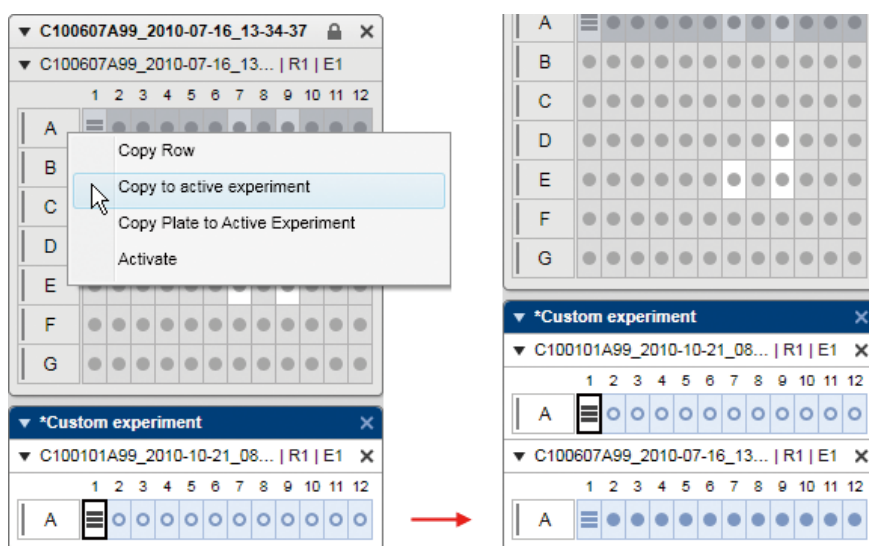 C100607A99_2010-07-16_13-34-37
C100607A99_2010-07-16_13... | R1 | E1
1 2 3 4 5 6 7 8 9 10 11 12
A
B
C
D
E
F
G
Copy Row
Copy to active experiment
Copy Plate to Active Experiment
Activate
*Custom experiment
C100101A99_2010-10-21_08... | R1 | E1
1 2 3 4 5 6 7 8 9 10 11 12
A
A
B
C
D
E
F
G
*Custom experiment
C100101A99_2010-10-21_08... | R1 | E1
1 2 3 4 5 6 7 8 9 10 11 12
A
C100607A99_2010-07-16_13... | R1 | E1
1 2 3 4 5 6 7 8 9 10 11 12
A